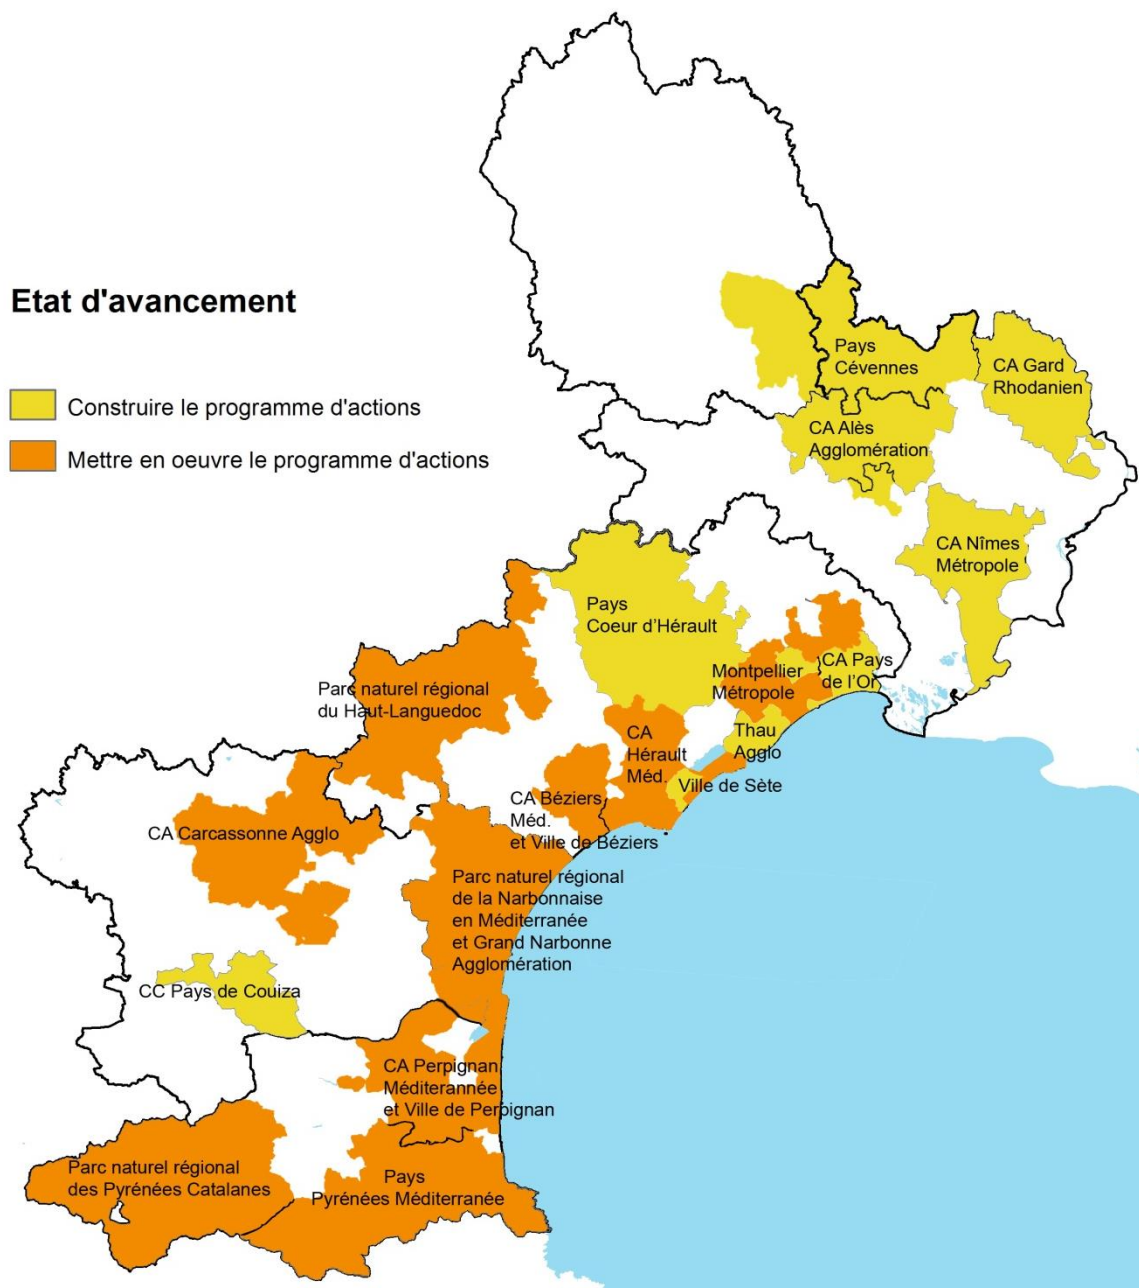 Etat d'avancement
Construire le programme d'actions
Mettre en oeuvre le programme d'actions
Pays
Cévennes
CA Gard
Rhodanien
CA Alès
Agglomération
CA Nîmes
Métropole
Pays
Coeur d’Hérault
Montpellier
Métropole
CA Pays
de l’Or
Parc naturel régional
du Haut-Languedoc
CA
Hérault
Méd.
Thau
Agglo
Ville de Sète
CA Béziers
Méd.
et Ville de Béziers
CA Carcassonne Agglo
Parc naturel régional
de la Narbonnaise
en Méditerranée
et Grand Narbonne
Agglomération
CC Pays de Couiza
CA Perpignan
Méditerannée
et Ville de Perpignan
Parc naturel régional
des Pyrénées Catalanes
Pays
Pyrénées Méditerranée